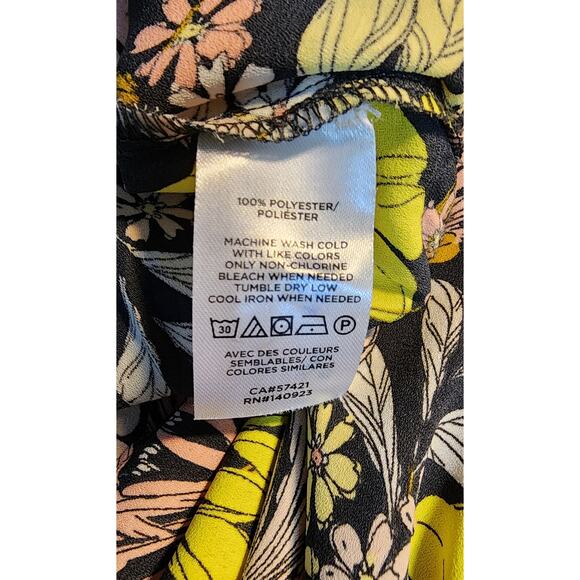 100% POLYESTER/
POLIÉSTER
MACHINE WASH COLD
WITH LIKE COLORS
ONLY NON-CHLORINE
BLEACH WHEN NEEDED
TUMBLE DRY LOW
COOL IRON WHEN NEEDED
30 P
AVEC DES COULEURS
SEMBLABLES/ CON
COLORES SIMILARES
CA#57421
RN#140923